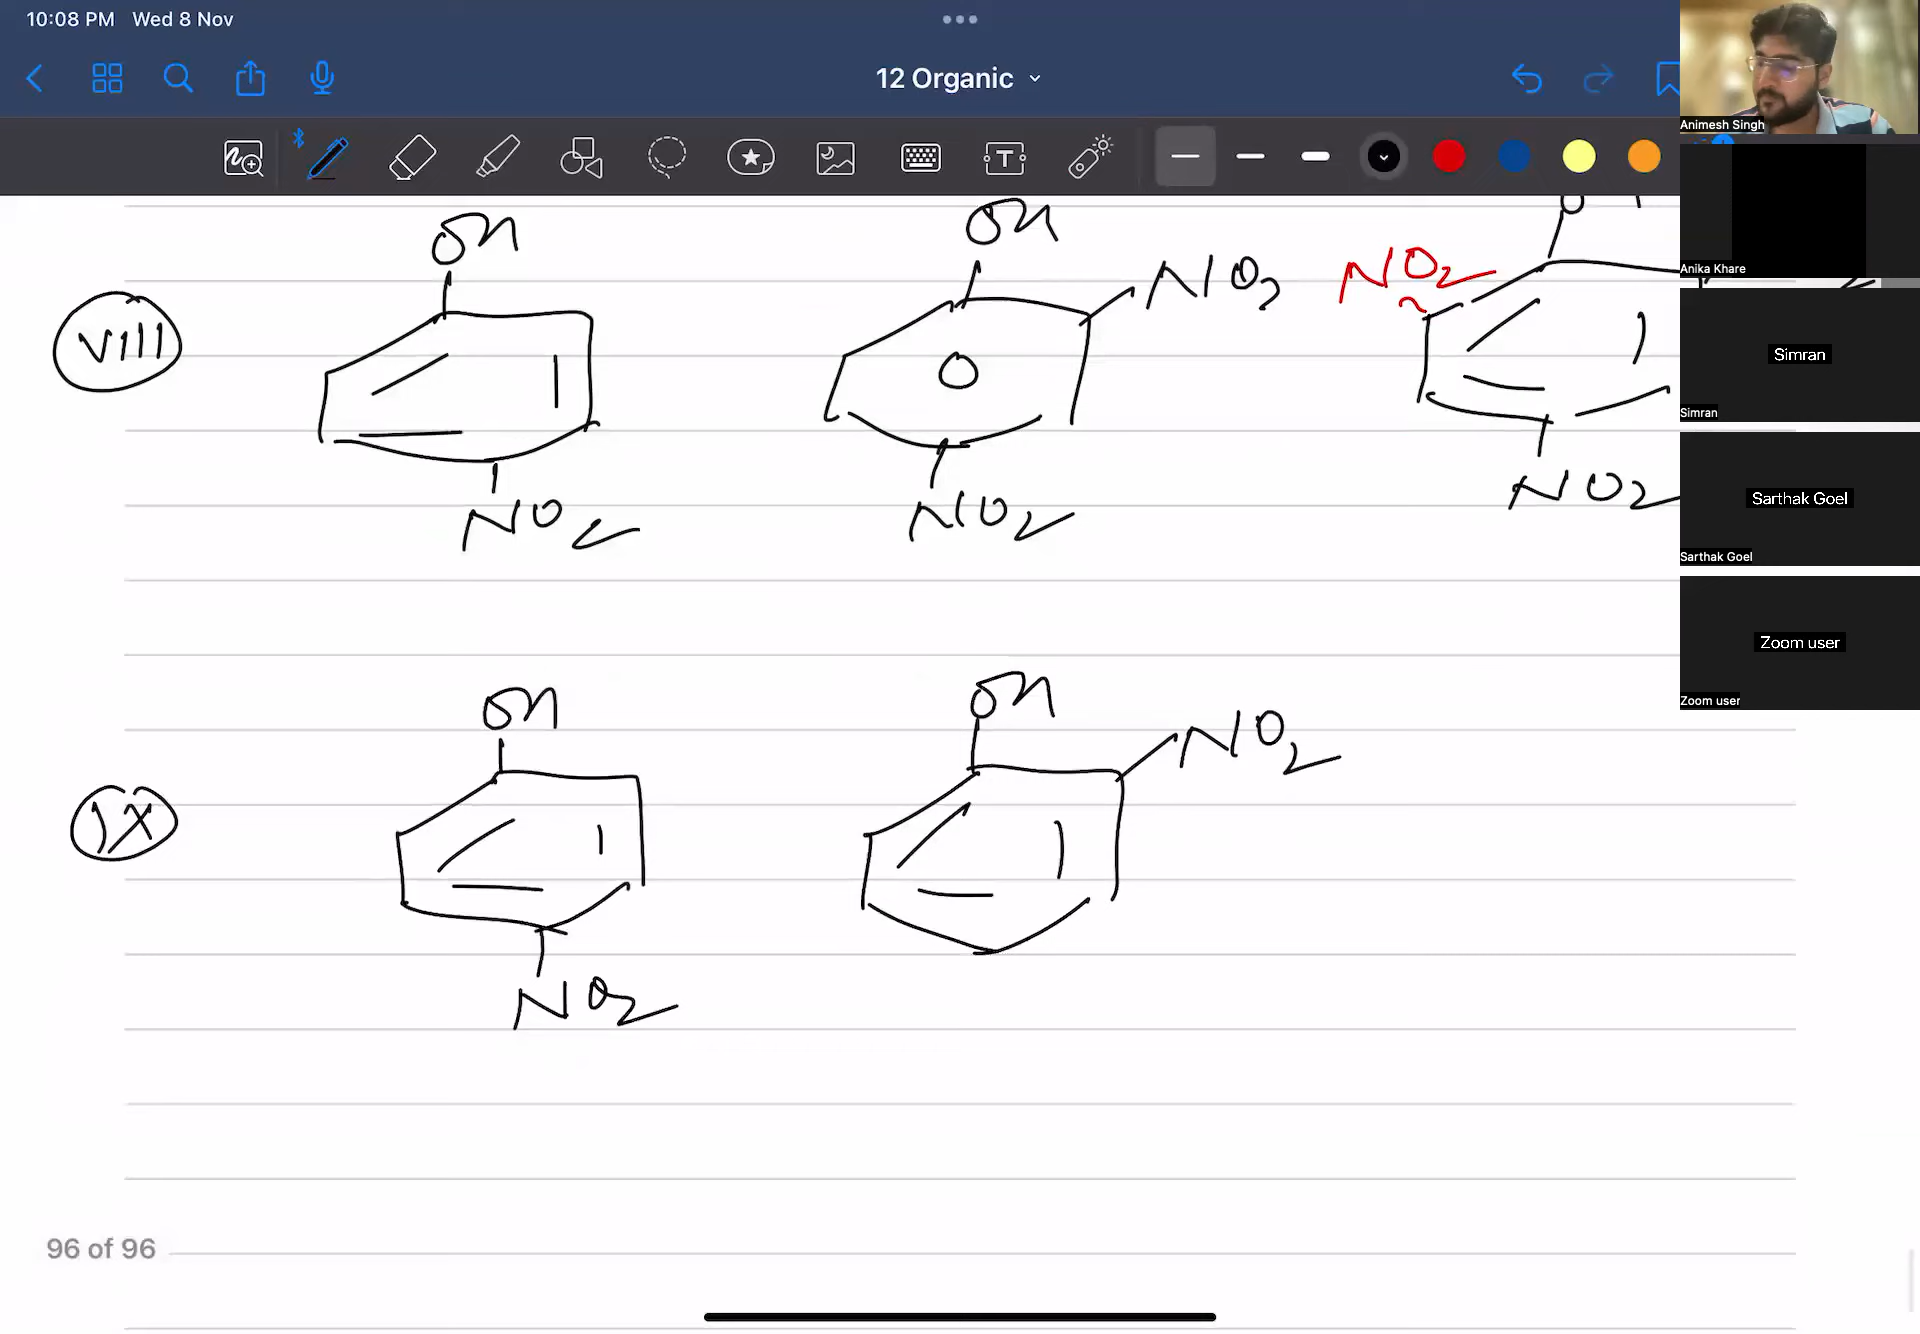 10:08 PM Wed 8 Nov
12 Organic
Animesh Singh
Anika Khare
Simran
Simran
Sarthak Goel
Sarthak Goel
Zoom user
Zoom user
T
VIII
OH
NO2
OH
NO2
NO2
NO2
NO2
IX
OH
NO2
OH
NO2
96 of 96